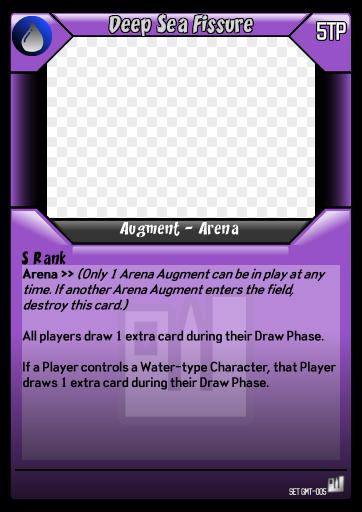 Deep Sea Fissure
5TP
Augment - Arena
S Rank
Arena >> (Only 1 Arena Augment can be in play at any
time. If another Arena Augment enters the field,
destroy this card.)
All players draw 1 extra card during their Draw Phase.
If a Player controls a Water-type Character, that Player
draws 1 extra card during their Draw Phase.
SET GMT-005